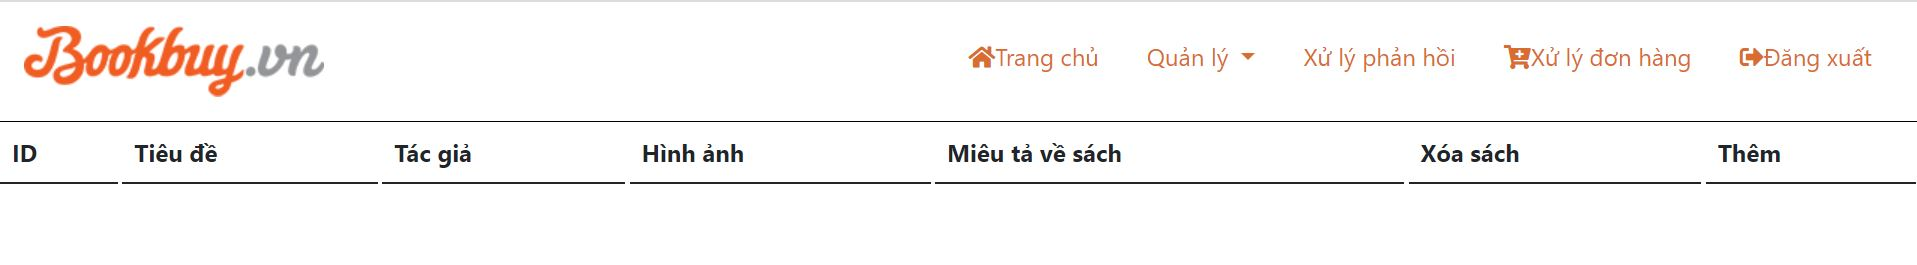 Bookbuy.vn
Trang chủ Quản lý Xử lý phản hồi Xử lý đơn hàng Đăng xuất
ID Tiêu đề Tác giả Hình ảnh Miêu tả về sách Xóa sách Thêm